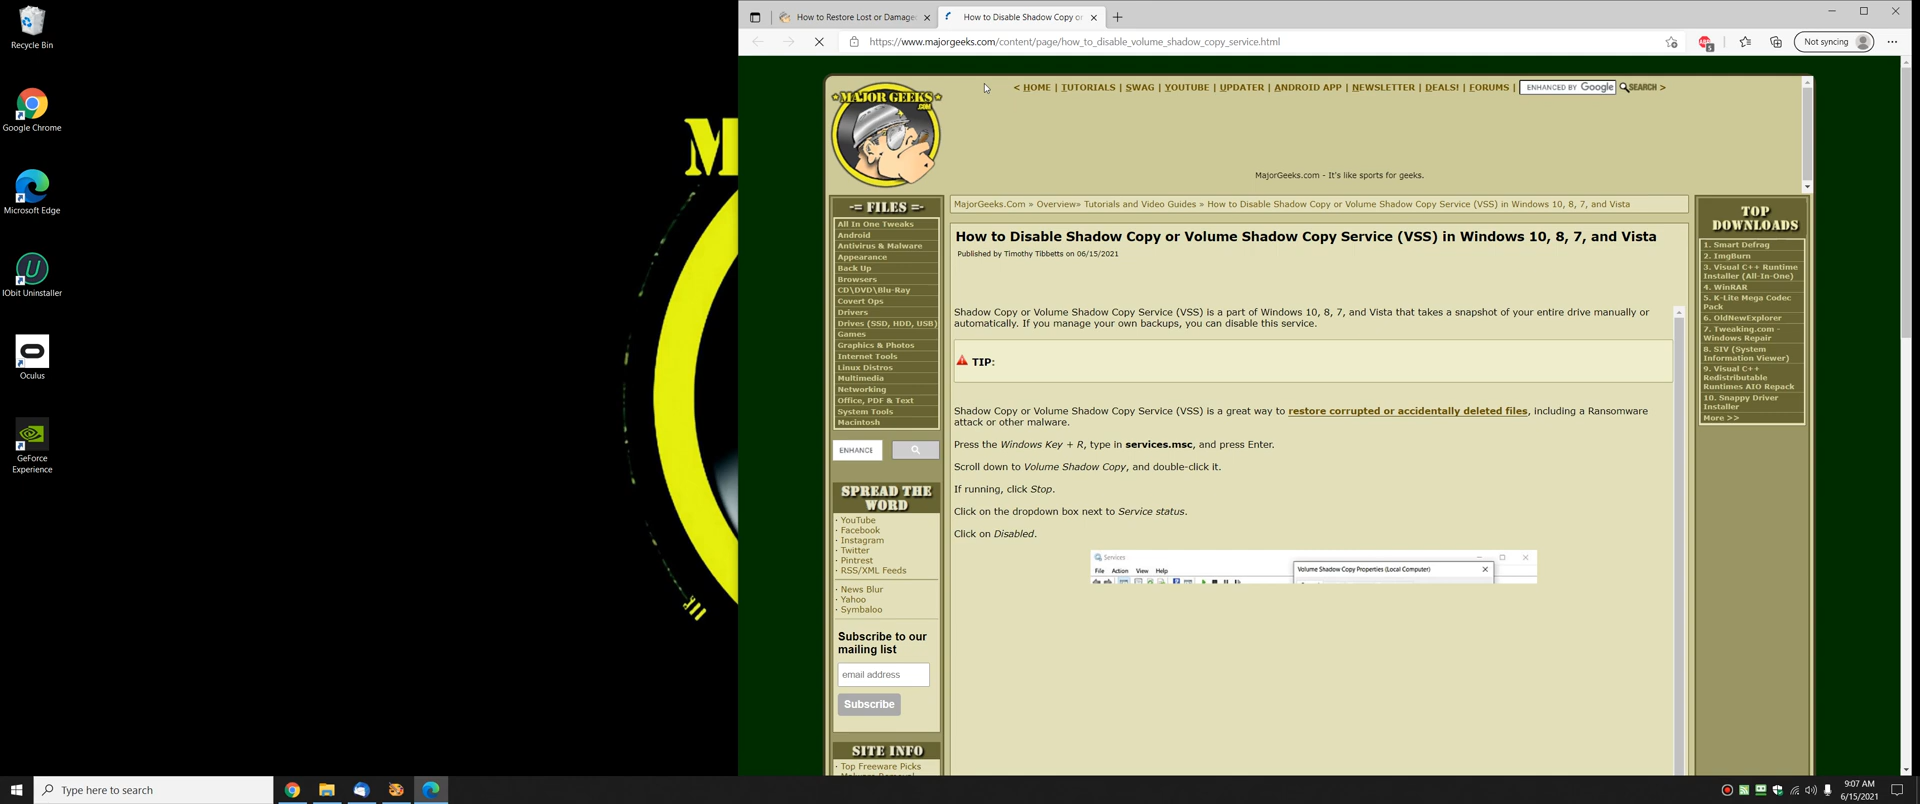 Recycle Bin
Google Chrome
Microsoft Edge
IObit Uninstaller
Oculus
GeForce
Experience
M
How to Restore Lost or Damage
How to Disable Shadow Copy or
https://www.majorgeeks.com/content/page/how_to_disable_volume_shadow_copy_service.html
5
Not syncing
MAJOR GEEKS
.COM
< HOME | TUTORIALS | SWAG | YOUTUBE | UPDATER | ANDROID APP | NEWSLETTER | DEALS! | FORUMS | ENHANCED BY Google SEARCH >
MajorGeeks.com - It's like sports for geeks.
-= FILES =-
All In One Tweaks
Android
Antivirus & Malware
Appearance
Back Up
Browsers
CD\DVD\Blu-Ray
Covert Ops
Drivers
Drives (SSD, HDD, USB)
Games
Graphics & Photos
Internet Tools
Linux Distros
Multimedia
Networking
Office, PDF & Text
System Tools
Macintosh
ENHANCE
SPREAD THE
WORD
· YouTube
· Facebook
· Instagram
· Twitter
· Pintrest
· RSS/XML Feeds
· News Blur
· Yahoo
· Symbaloo
Subscribe to our
mailing list
email address
Subscribe
SITE INFO
· Top Freeware Picks
MajorGeeks.Com » Overview» Tutorials and Video Guides » How to Disable Shadow Copy or Volume Shadow Copy Service (VSS) in Windows 10, 8, 7, and Vista
How to Disable Shadow Copy or Volume Shadow Copy Service (VSS) in Windows 10, 8, 7, and Vista
Published by Timothy Tibbetts on 06/15/2021
Shadow Copy or Volume Shadow Copy Service (VSS) is a part of Windows 10, 8, 7, and Vista that takes a snapshot of your entire drive manually or
automatically. If you manage your own backups, you can disable this service.
TIP:
Shadow Copy or Volume Shadow Copy Service (VSS) is a great way to restore corrupted or accidentally deleted files, including a Ransomware
attack or other malware.
Press the Windows Key + R, type in services.msc, and press Enter.
Scroll down to Volume Shadow Copy, and double-click it.
If running, click Stop.
Click on the dropdown box next to Service status.
Click on Disabled.
Services
File Action View Help
Volume Shadow Copy Properties (Local Computer)
TOP
DOWNLOADS
1. Smart Defrag
2. ImgBurn
3. Visual C++ Runtime
Installer (All-In-One)
4. WinRAR
5. K-Lite Mega Codec
Pack
6. OldNewExplorer
7. Tweaking.com -
Windows Repair
8. SIV (System
Information Viewer)
9. Visual C++
Redistributable
Runtimes AIO Repack
10. Snappy Driver
Installer
More >>
Type here to search
9:07 AM
6/15/2021